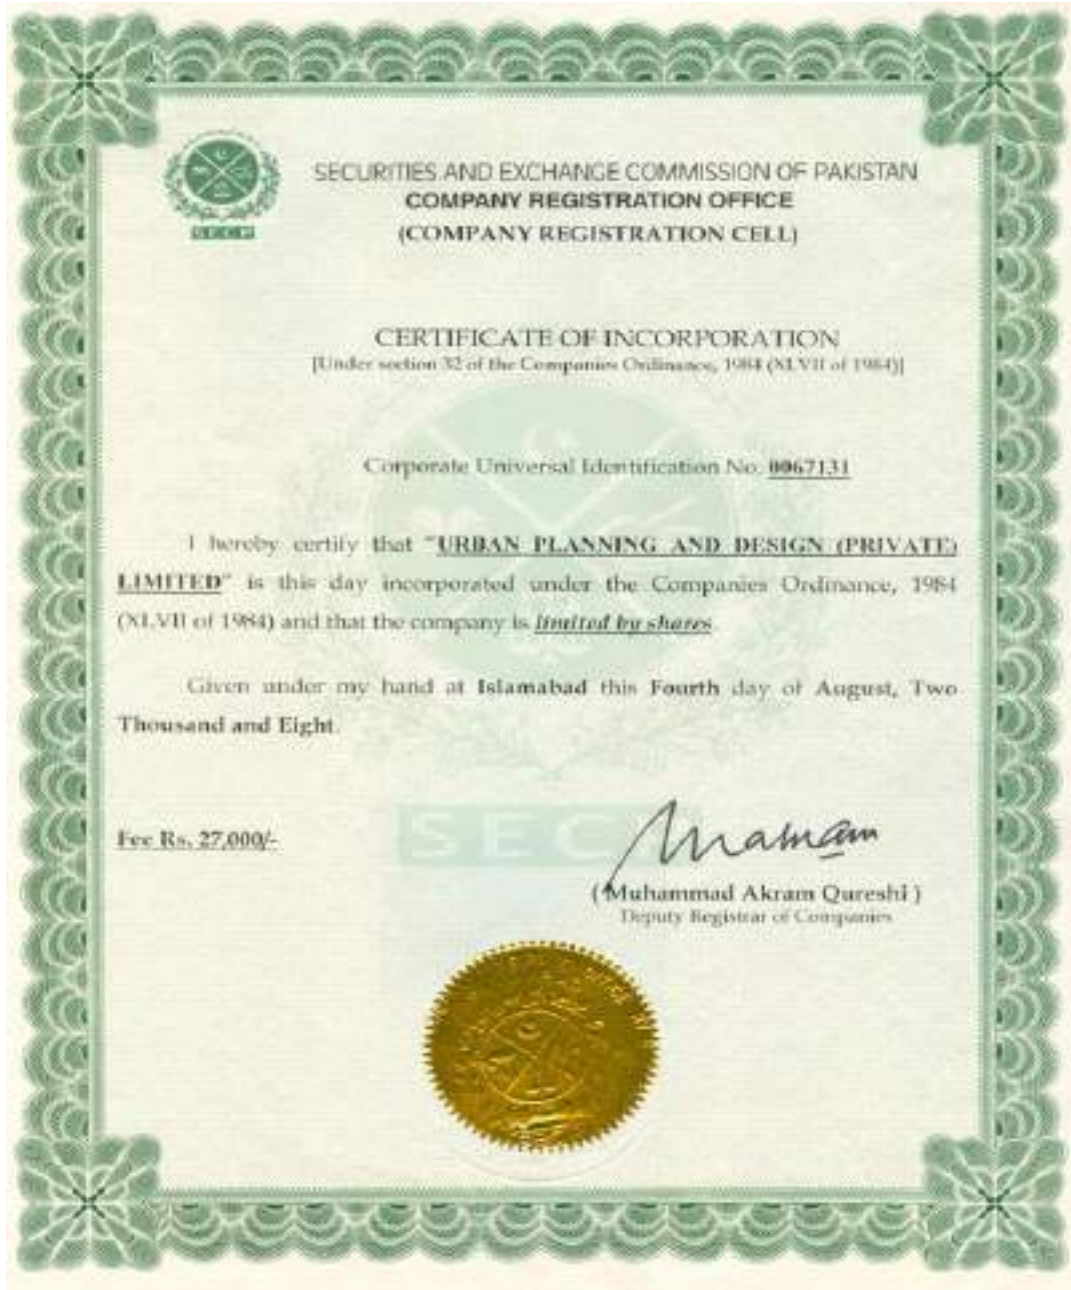 SECP
SECURITIES AND EXCHANGE COMMISSION OF PAKISTAN
COMPANY REGISTRATION OFFICE
(COMPANY REGISTRATION CELL)
CERTIFICATE OF INCORPORATION
[Under section 32 of the Companies Ordinance, 1984 (XLVII of 1984)]
Corporate Universal Identification No. 0067131
I hereby certify that "URBAN PLANNING AND DESIGN (PRIVATE)
LIMITED" is this day incorporated under the Companies Ordinance, 1984
(XLVII of 1984) and that the company is limited by shares.
Given under my hand at Islamabad this Fourth day of August, Two
Thousand and Eight.
SEC
Fee Rs. 27,000/-
(Muhammad Akram Qureshi)
Deputy Registrar of Companies